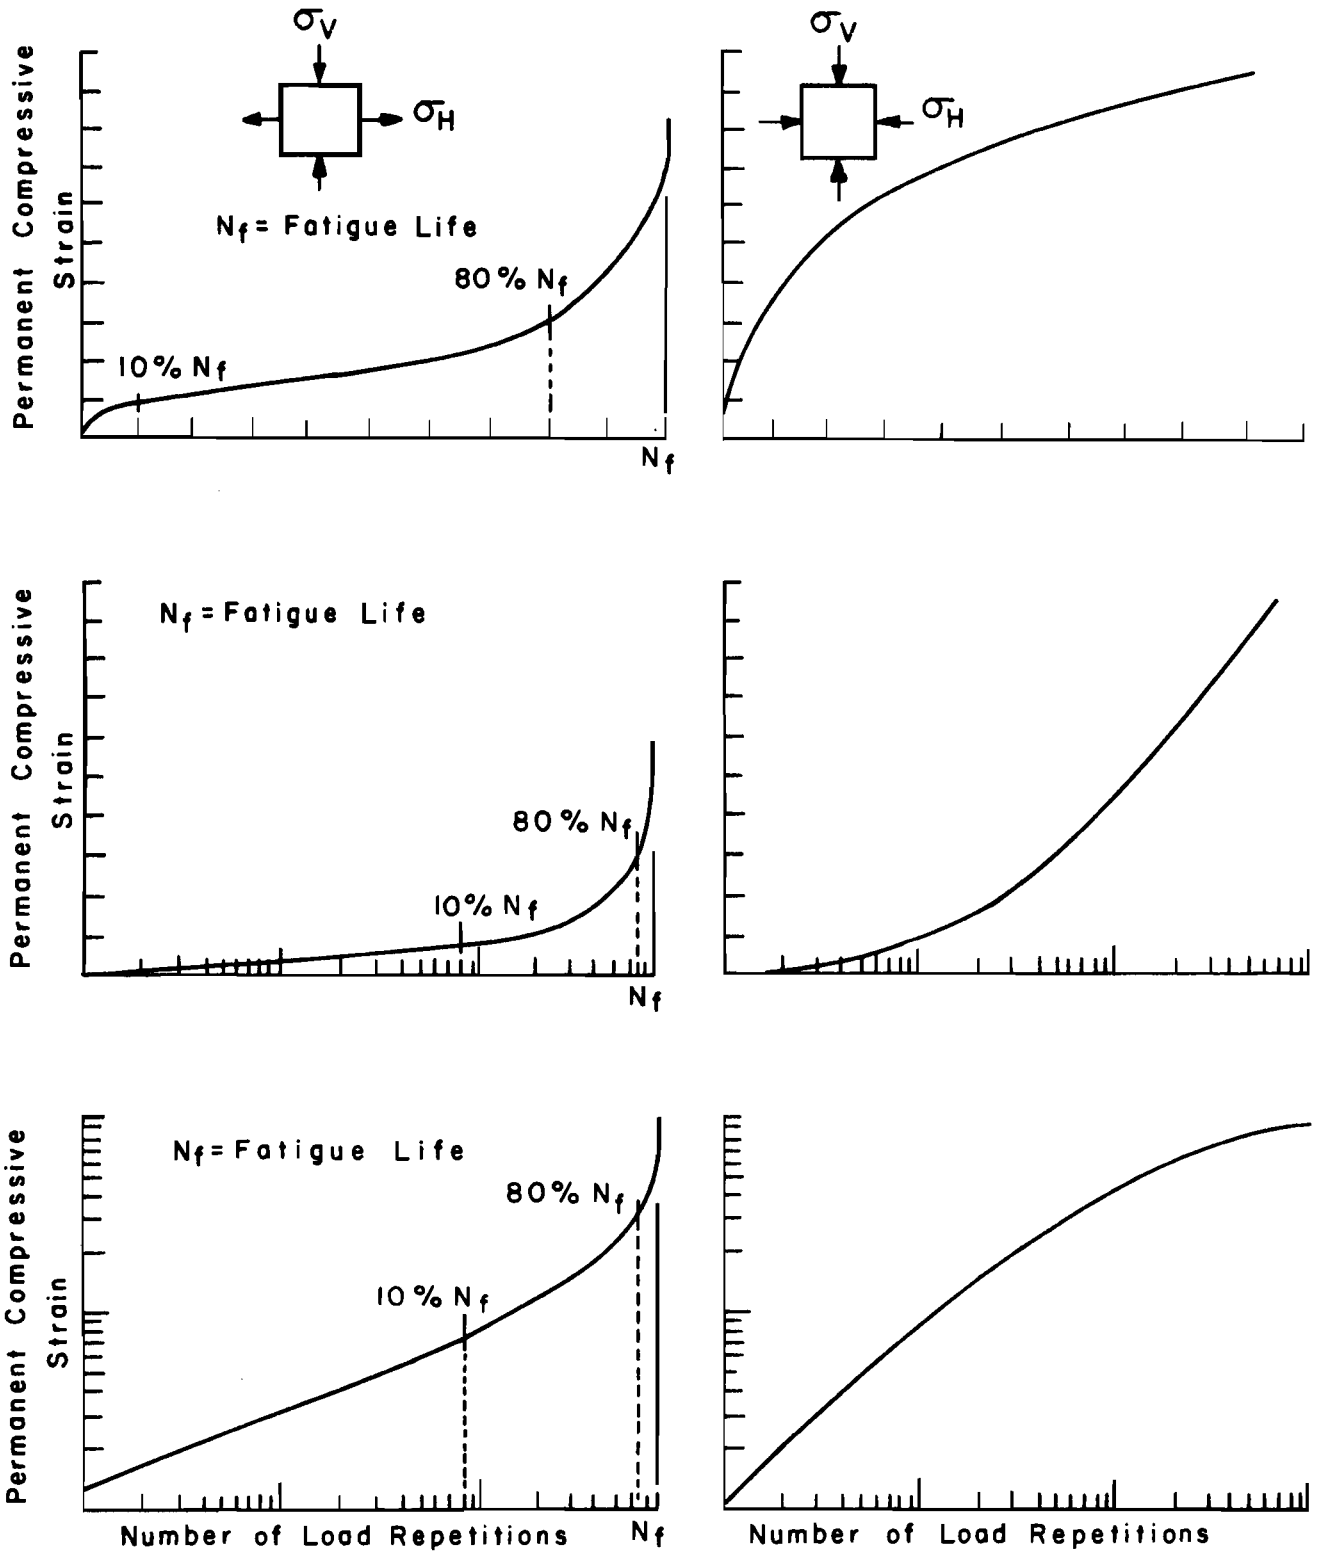 σV
σH
Nf = Fatigue Life
80% Nf
10% Nf
Nf
Permanent Compressive
Strain
σV
σH
Nf = Fatigue Life
80% Nf
10% Nf
Nf
Permanent Compressive
Strain
Nf = Fatigue Life
80% Nf
10% Nf
Permanent Compressive
Strain
Number of Load Repetitions
Nf
Number of Load Repetitions